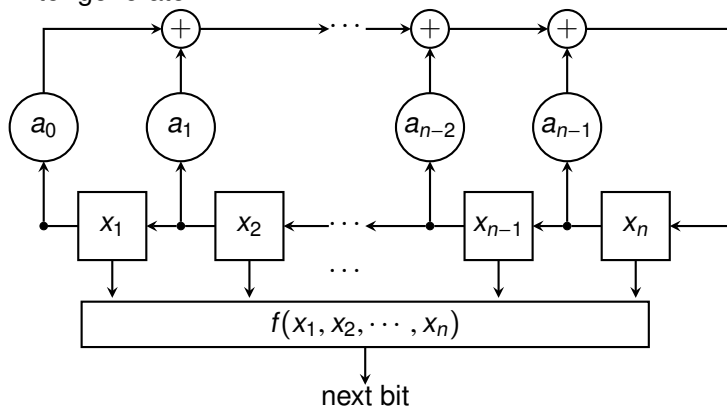 + ⋯ + +
a₀ a₁ aₙ₋₂ aₙ₋₁
x₁ x₂ ⋯ xₙ₋₁ xₙ
⋯
f(x₁, x₂, ⋯ , xₙ)
next bit